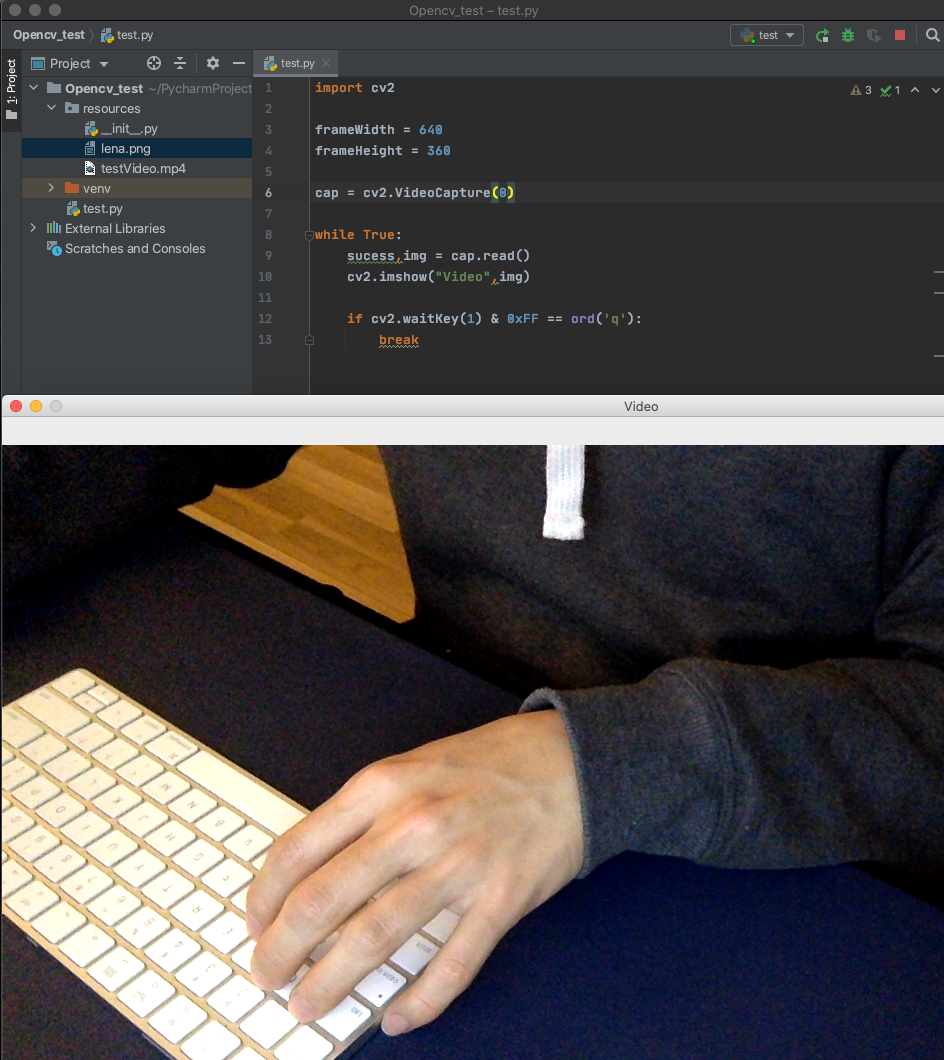 Opencv_test – test.py
Opencv_test test.py
test
1: Project
Project
test.py
Opencv_test ~/PycharmProject
resources
__init__.py
lena.png
testVideo.mp4
venv
test.py
External Libraries
Scratches and Consoles
3 1
1 import cv2
2
3 frameWidth = 640
4 frameHeight = 360
5
6 cap = cv2.VideoCapture(0)
7
8 while True:
9 sucess,img = cap.read()
10 cv2.imshow("Video",img)
11
12 if cv2.waitKey(1) & 0xFF == ord('q'):
13 break
Video